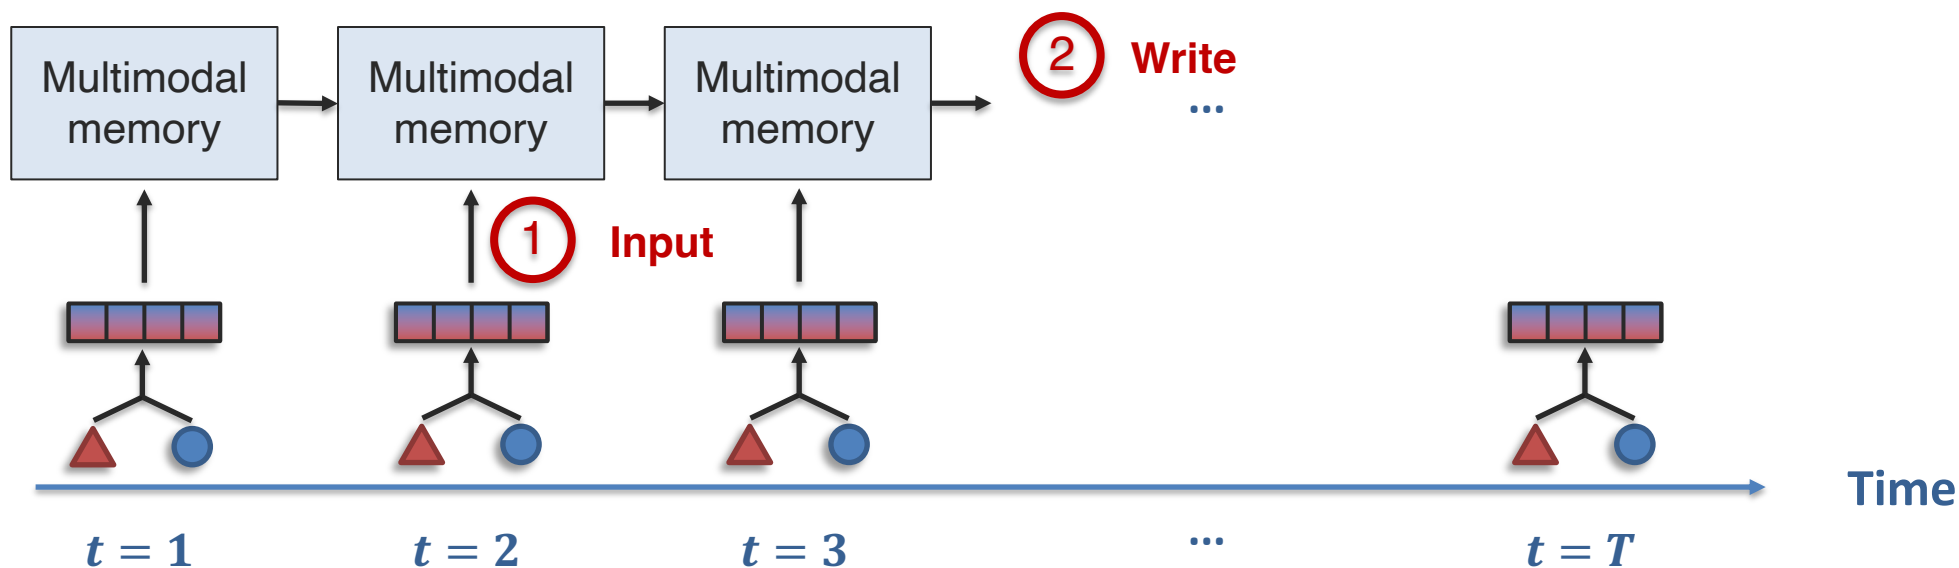 Multimodal
memory
Multimodal
memory
Multimodal
memory
2 Write
...
1 Input
Time
t = 1
t = 2
t = 3
...
t = T